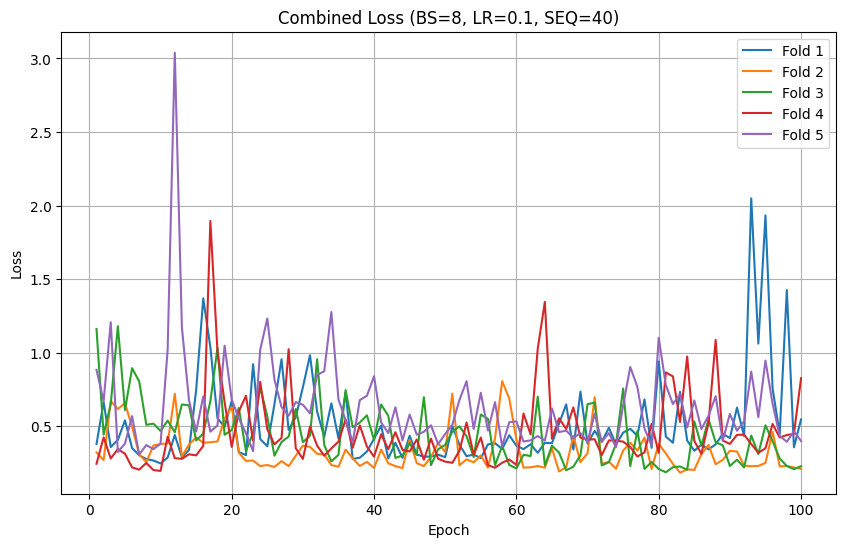 Combined Loss (BS=8, LR=0.1, SEQ=40)
Fold 1
Fold 2
Fold 3
Fold 4
Fold 5
Loss
3.0
2.5
2.0
1.5
1.0
0.5
0
20
40
60
80
100
Epoch